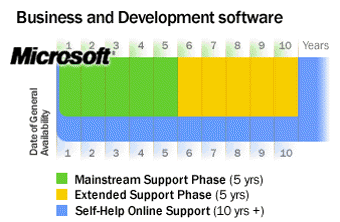 Business and Development software
1 2 3 4 5 6 7 8 9 10 Years
Microsoft®
Date of General
Availability
1 2 3 4 5 6 7 8 9 10
Mainstream Support Phase (5 yrs)
Extended Support Phase (5 yrs)
Self-Help Online Support (10 yrs +)